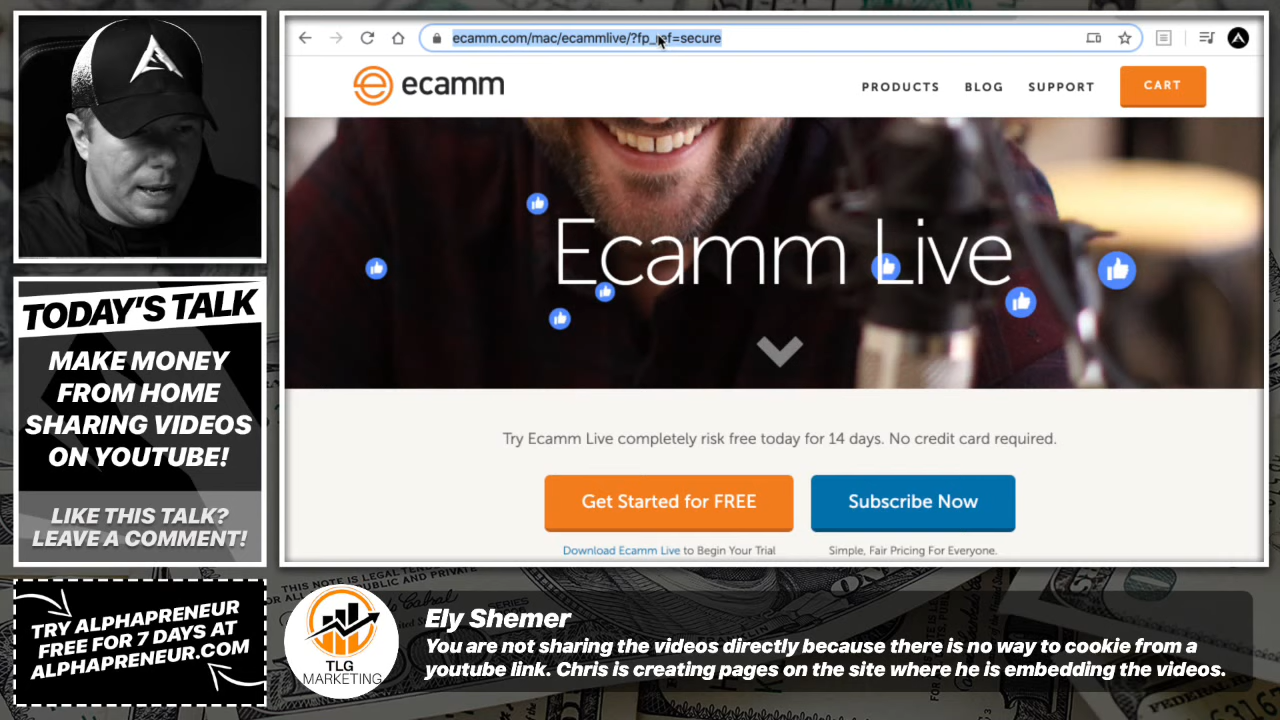 ecamm.com/mac/ecammlive/?fp_ref=secure
ecamm
PRODUCTS BLOG SUPPORT CART
Ecamm Live
Try Ecamm Live completely risk free today for 14 days. No credit card required.
Get Started for FREE
Subscribe Now
Download Ecamm Live to Begin Your Trial
Simple, Fair Pricing For Everyone.
TODAY'S TALK
MAKE MONEY
FROM HOME
SHARING VIDEOS
ON YOUTUBE!
LIKE THIS TALK?
LEAVE A COMMENT!
TRY ALPHAPRENEUR
FREE FOR 7 DAYS AT
ALPHAPRENEUR.COM
TLG
MARKETING
Ely Shemer
You are not sharing the videos directly because there is no way to cookie from a
youtube link. Chris is creating pages on the site where he is embedding the videos.